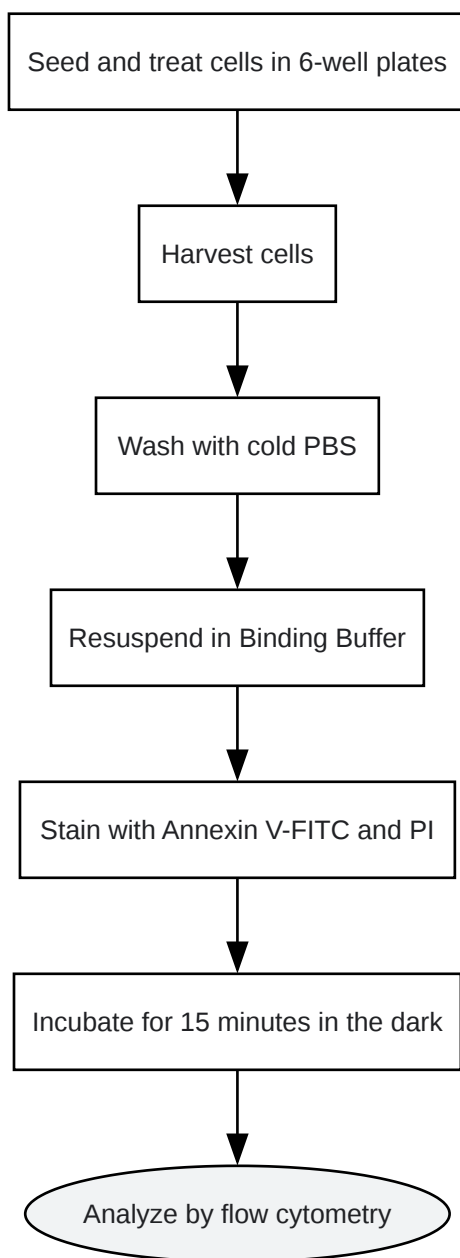 Seed and treat cells in 6-well plates
Harvest cells
Wash with cold PBS
Resuspend in Binding Buffer
Stain with Annexin V-FITC and PI
Incubate for 15 minutes in the dark
Analyze by flow cytometry